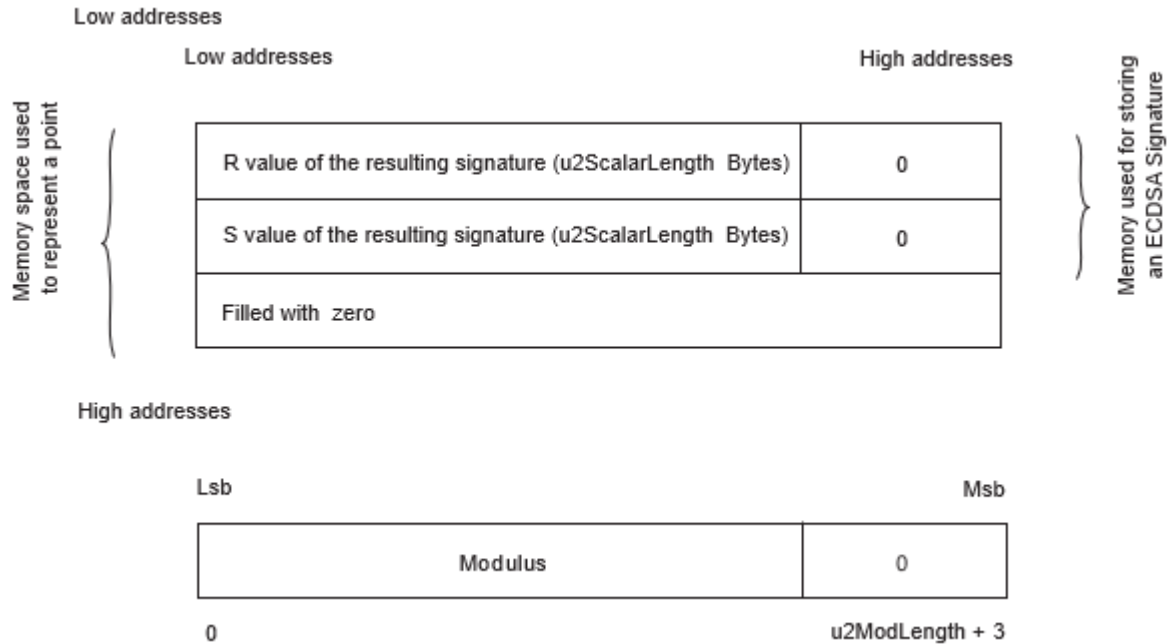 Low addresses
Low addresses
High addresses
Memory space used
to represent a point
R value of the resulting signature (u2ScalarLength Bytes)
0
Memory used for storing
an ECDSA Signature
S value of the resulting signature (u2ScalarLength Bytes)
0
Filled with zero
High addresses
Lsb
Msb
Modulus
0
0
u2ModLength + 3